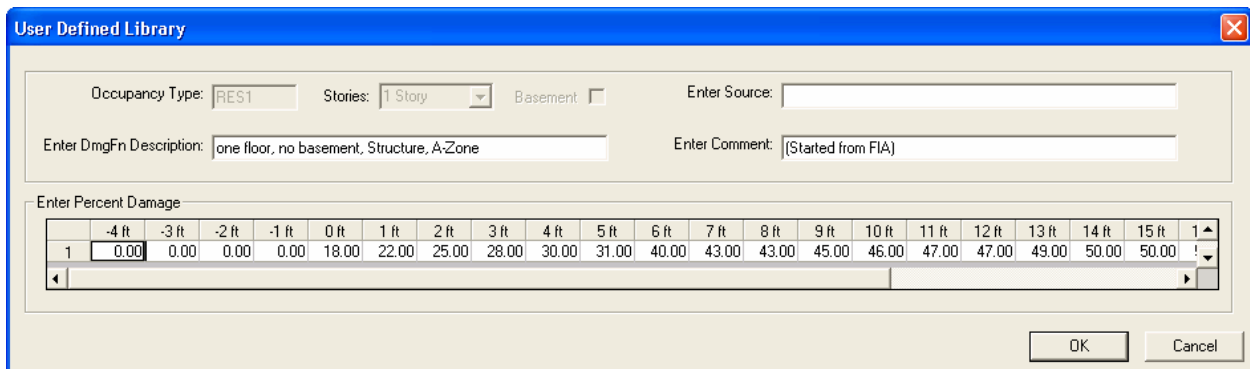 User Defined Library
Occupancy Type: RES1 Stories: 1 Story Basement Enter Source:
Enter DmgFn Description: one floor, no basement, Structure, A-Zone Enter Comment: (Started from FIA)
Enter Percent Damage
-4 ft -3 ft -2 ft -1 ft 0 ft 1 ft 2 ft 3 ft 4 ft 5 ft 6 ft 7 ft 8 ft 9 ft 10 ft 11 ft 12 ft 13 ft 14 ft 15 ft 1
1 0.00 0.00 0.00 0.00 18.00 22.00 25.00 28.00 30.00 31.00 40.00 43.00 43.00 45.00 46.00 47.00 47.00 49.00 50.00 50.00
OK Cancel